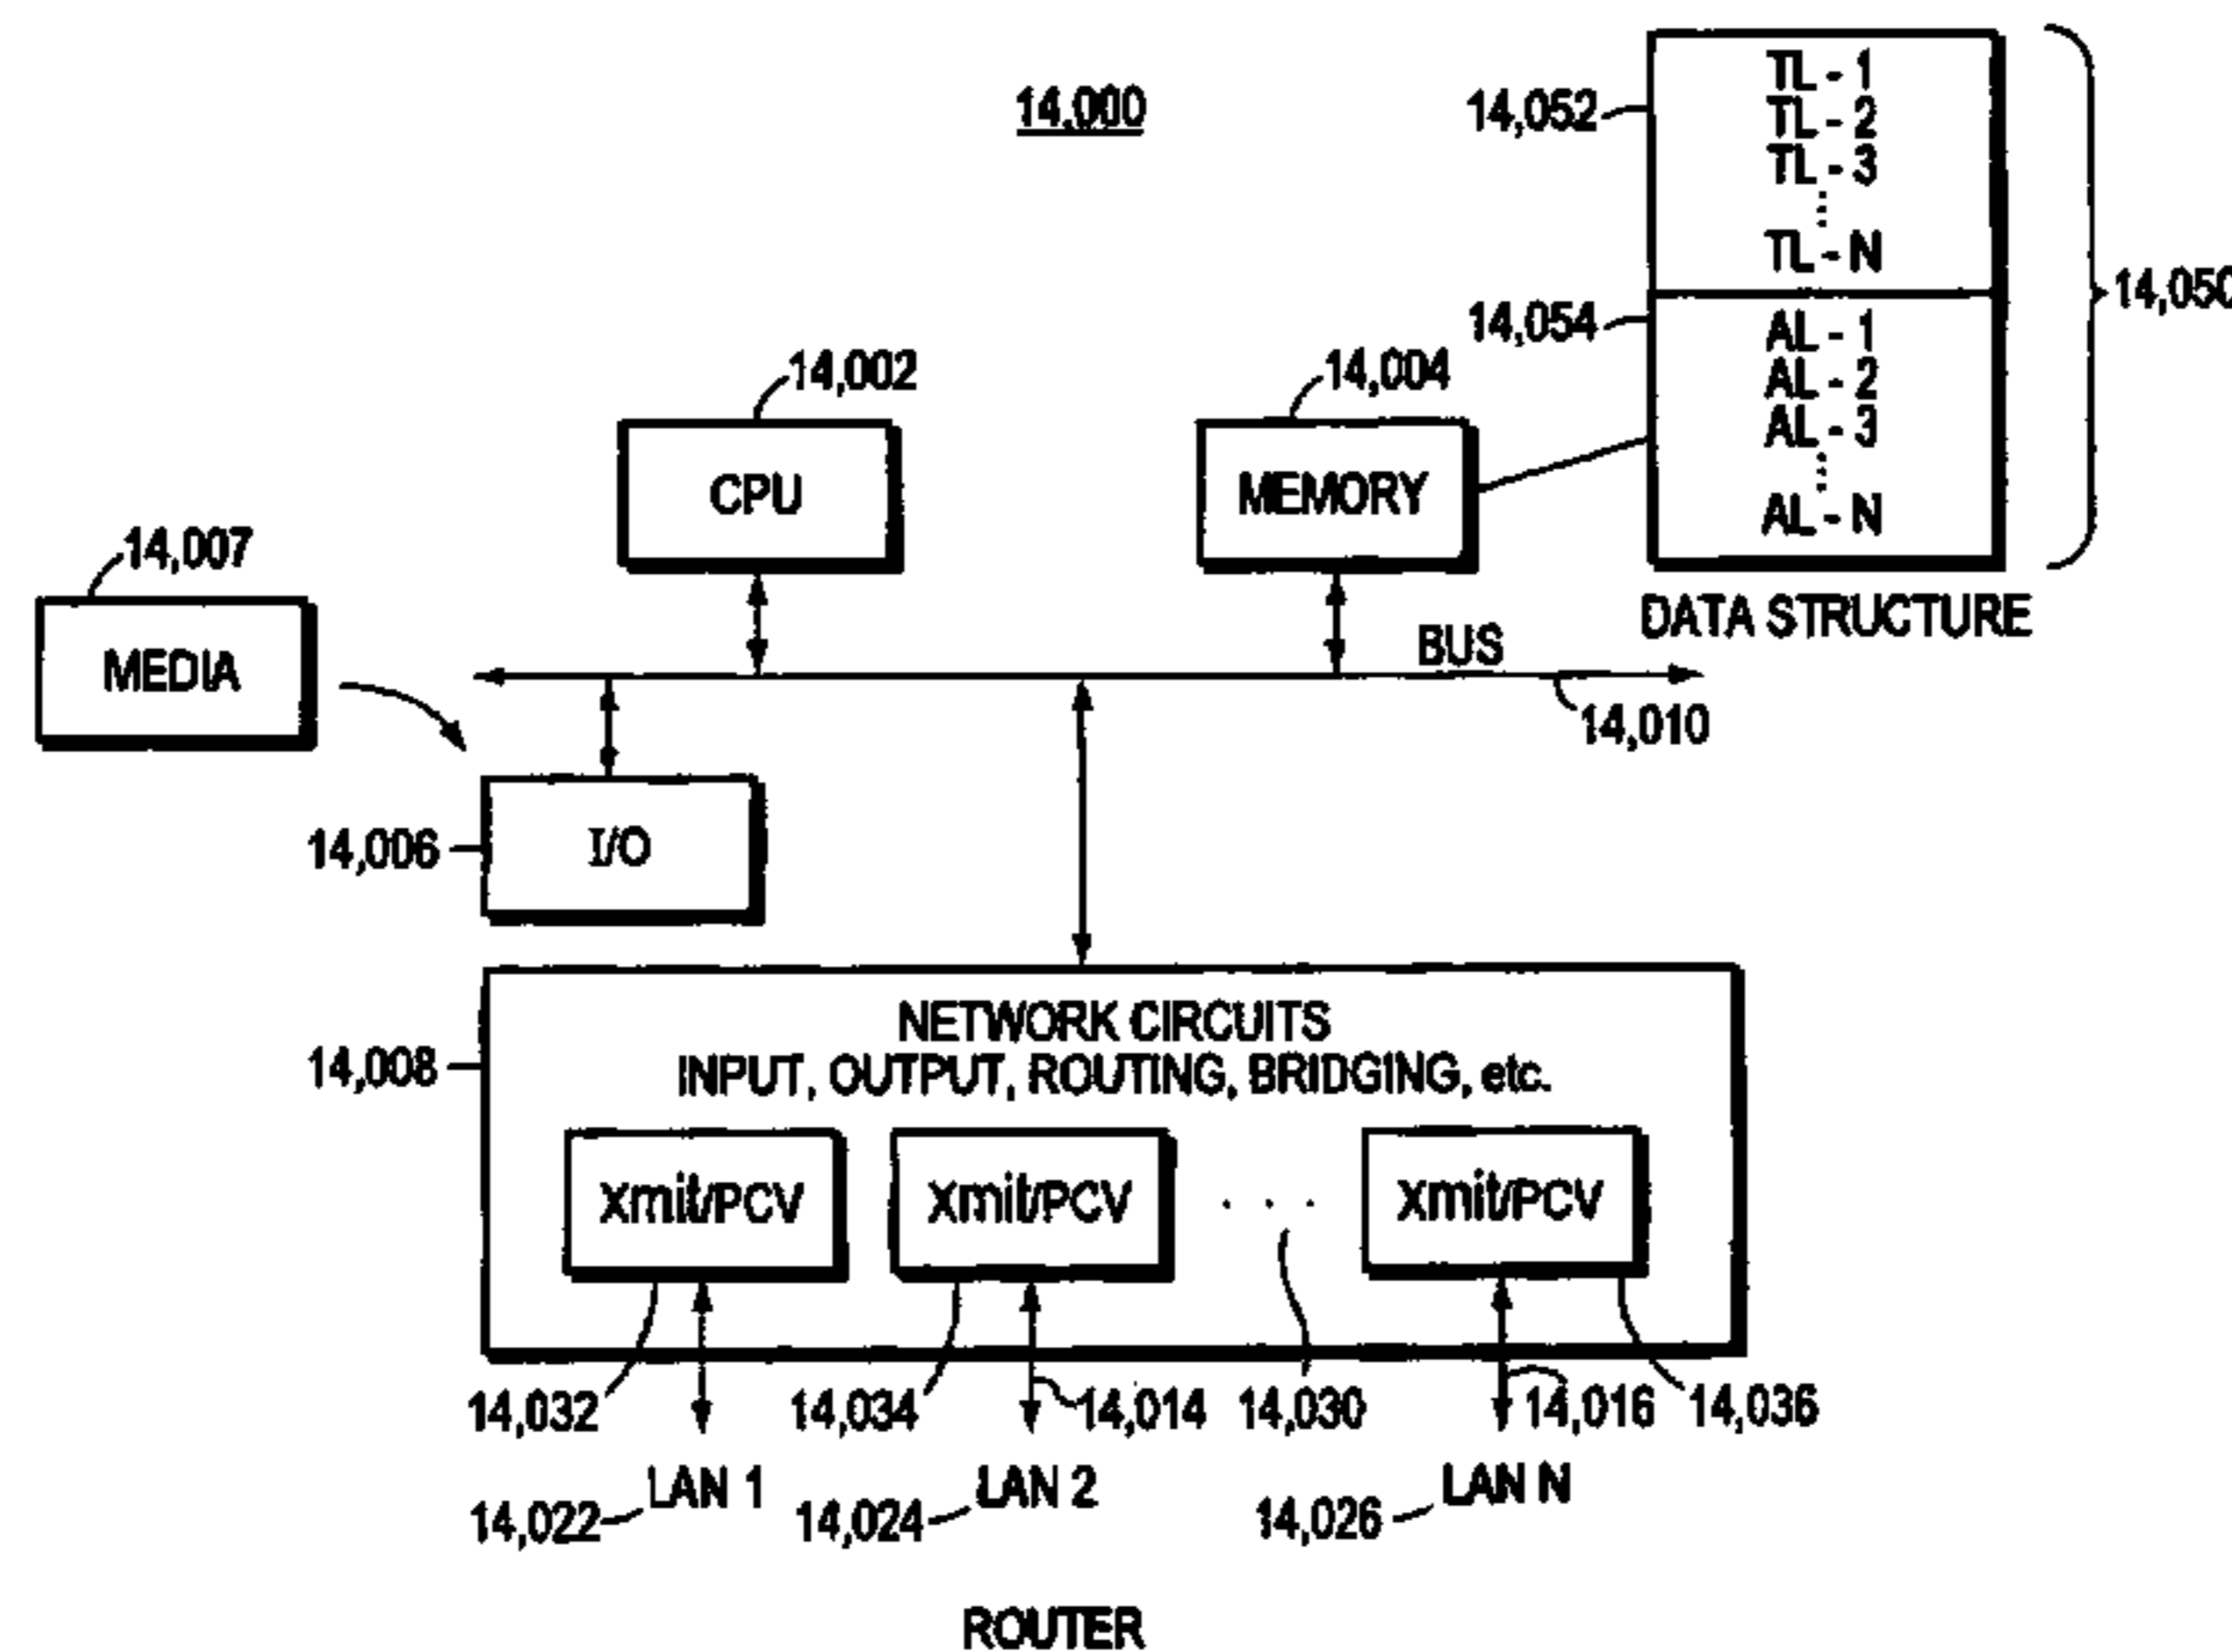 14,000
14,052
TL - 1
TL - 2
TL - 3
TL - N
14,050
14,054
AL - 1
AL - 2
AL - 3
AL - N
DATA STRUCTURE
14,002
CPU
14,004
MEMORY
14,007
MEDIA
BUS
14,010
14,006
I/O
14,008
NETWORK CIRCUITS
INPUT, OUTPUT, ROUTING, BRIDGING, etc.
xmit/PCV
xmit/PCV
. . .
xmit/PCV
14,032
14,034
14,014
14,030
14,016
14,036
LAN 1
LAN 2
LAN N
14,022
14,024
14,026
ROUTER